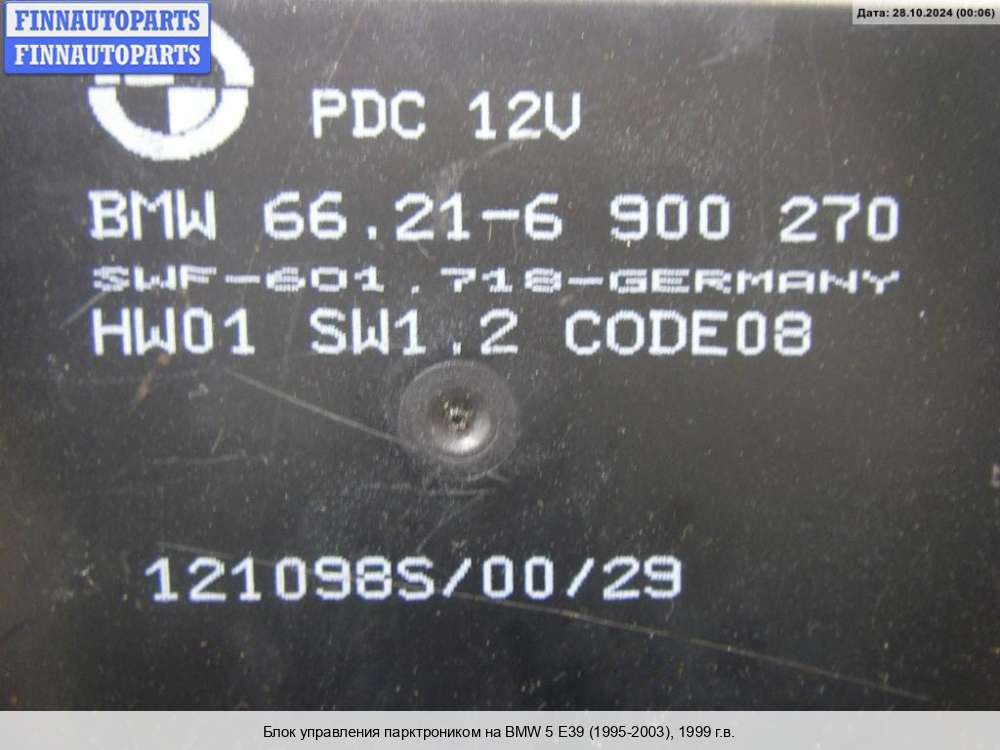 FINNAUTOPARTS
FINNAUTOPARTS
Дата: 28.10.2024 (00:06)
PDC 12V
BMW 66.21-6 900 270
SWF-601.718-GERMANY
HW01 SW1.2 CODE08
121098S/00/29
Блок управления парктроником на BMW 5 E39 (1995-2003), 1999 г.в.